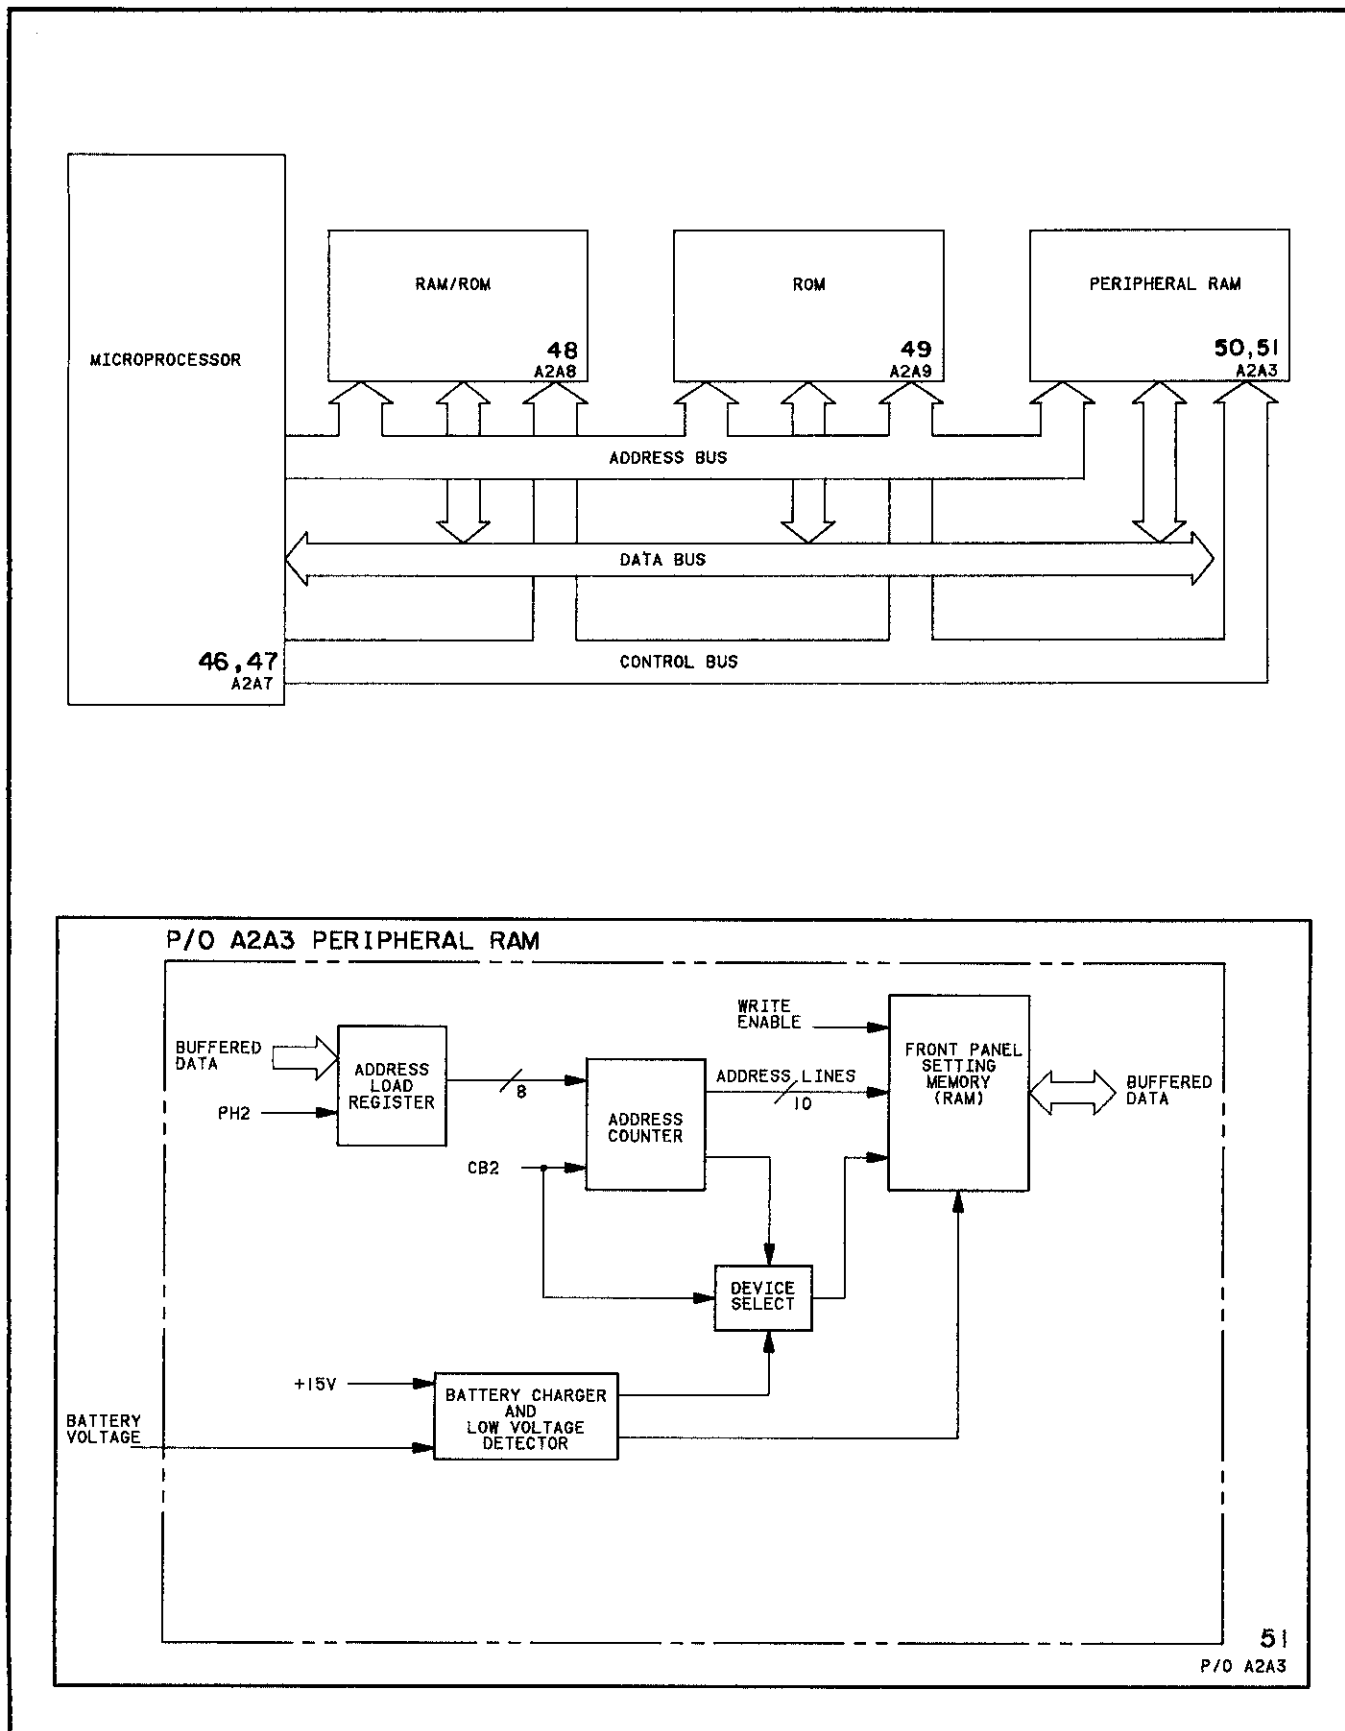 MICROPROCESSOR
46,47
A2A7
RAM/ROM
48
A2A8
ROM
49
A2A9
PERIPHERAL RAM
50,51
A2A3
ADDRESS BUS
DATA BUS
CONTROL BUS
P/O A2A3 PERIPHERAL RAM
BUFFERED
DATA
PH2
ADDRESS
LOAD
REGISTER
8
CB2
ADDRESS
COUNTER
WRITE
ENABLE
ADDRESS LINES
10
FRONT PANEL
SETTING
MEMORY
(RAM)
BUFFERED
DATA
DEVICE
SELECT
+15V
BATTERY
VOLTAGE
BATTERY CHARGER
AND
LOW VOLTAGE
DETECTOR
51
P/O A2A3